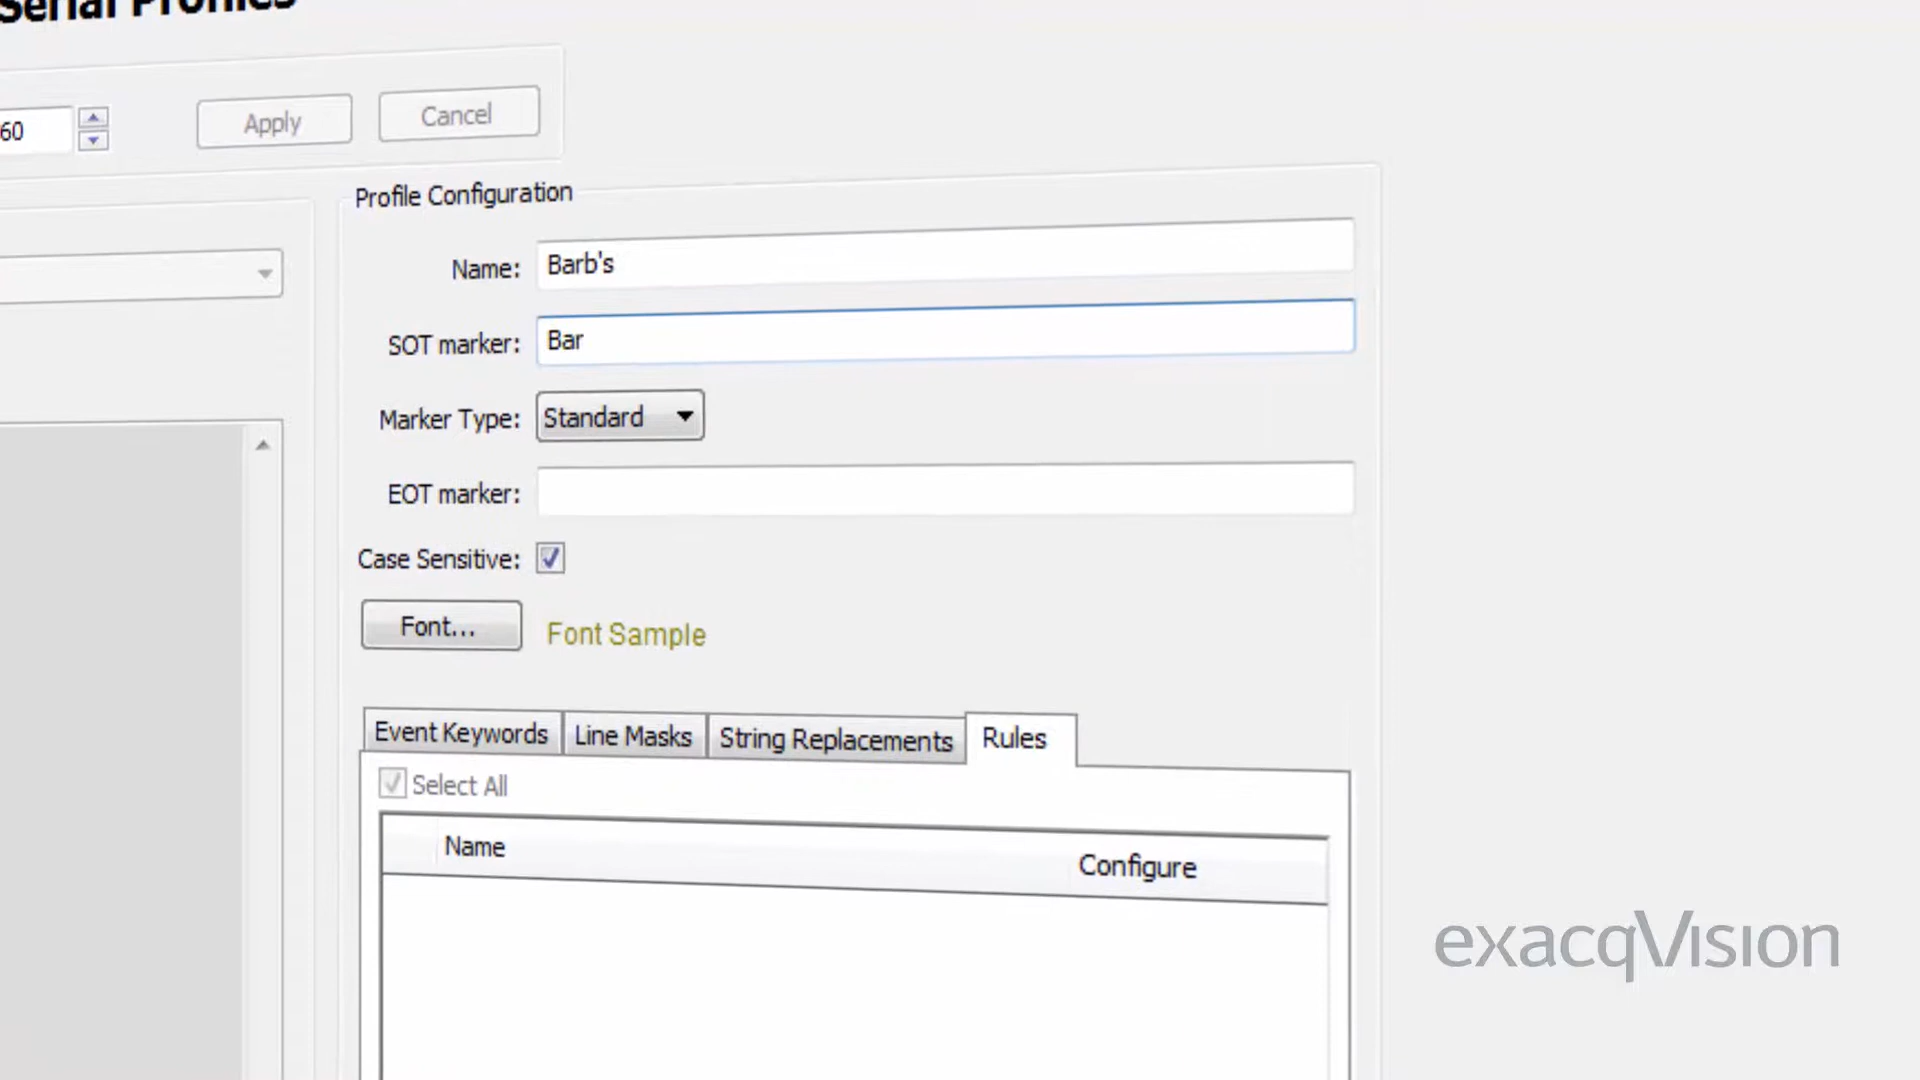 Serial Profiles
60
Apply
Cancel
Profile Configuration
Name: Barb's
SOT marker: Bar
Marker Type: Standard
EOT marker:
Case Sensitive:
Font... Font Sample
Event Keywords Line Masks String Replacements Rules
Select All
Name Configure
exacqVision